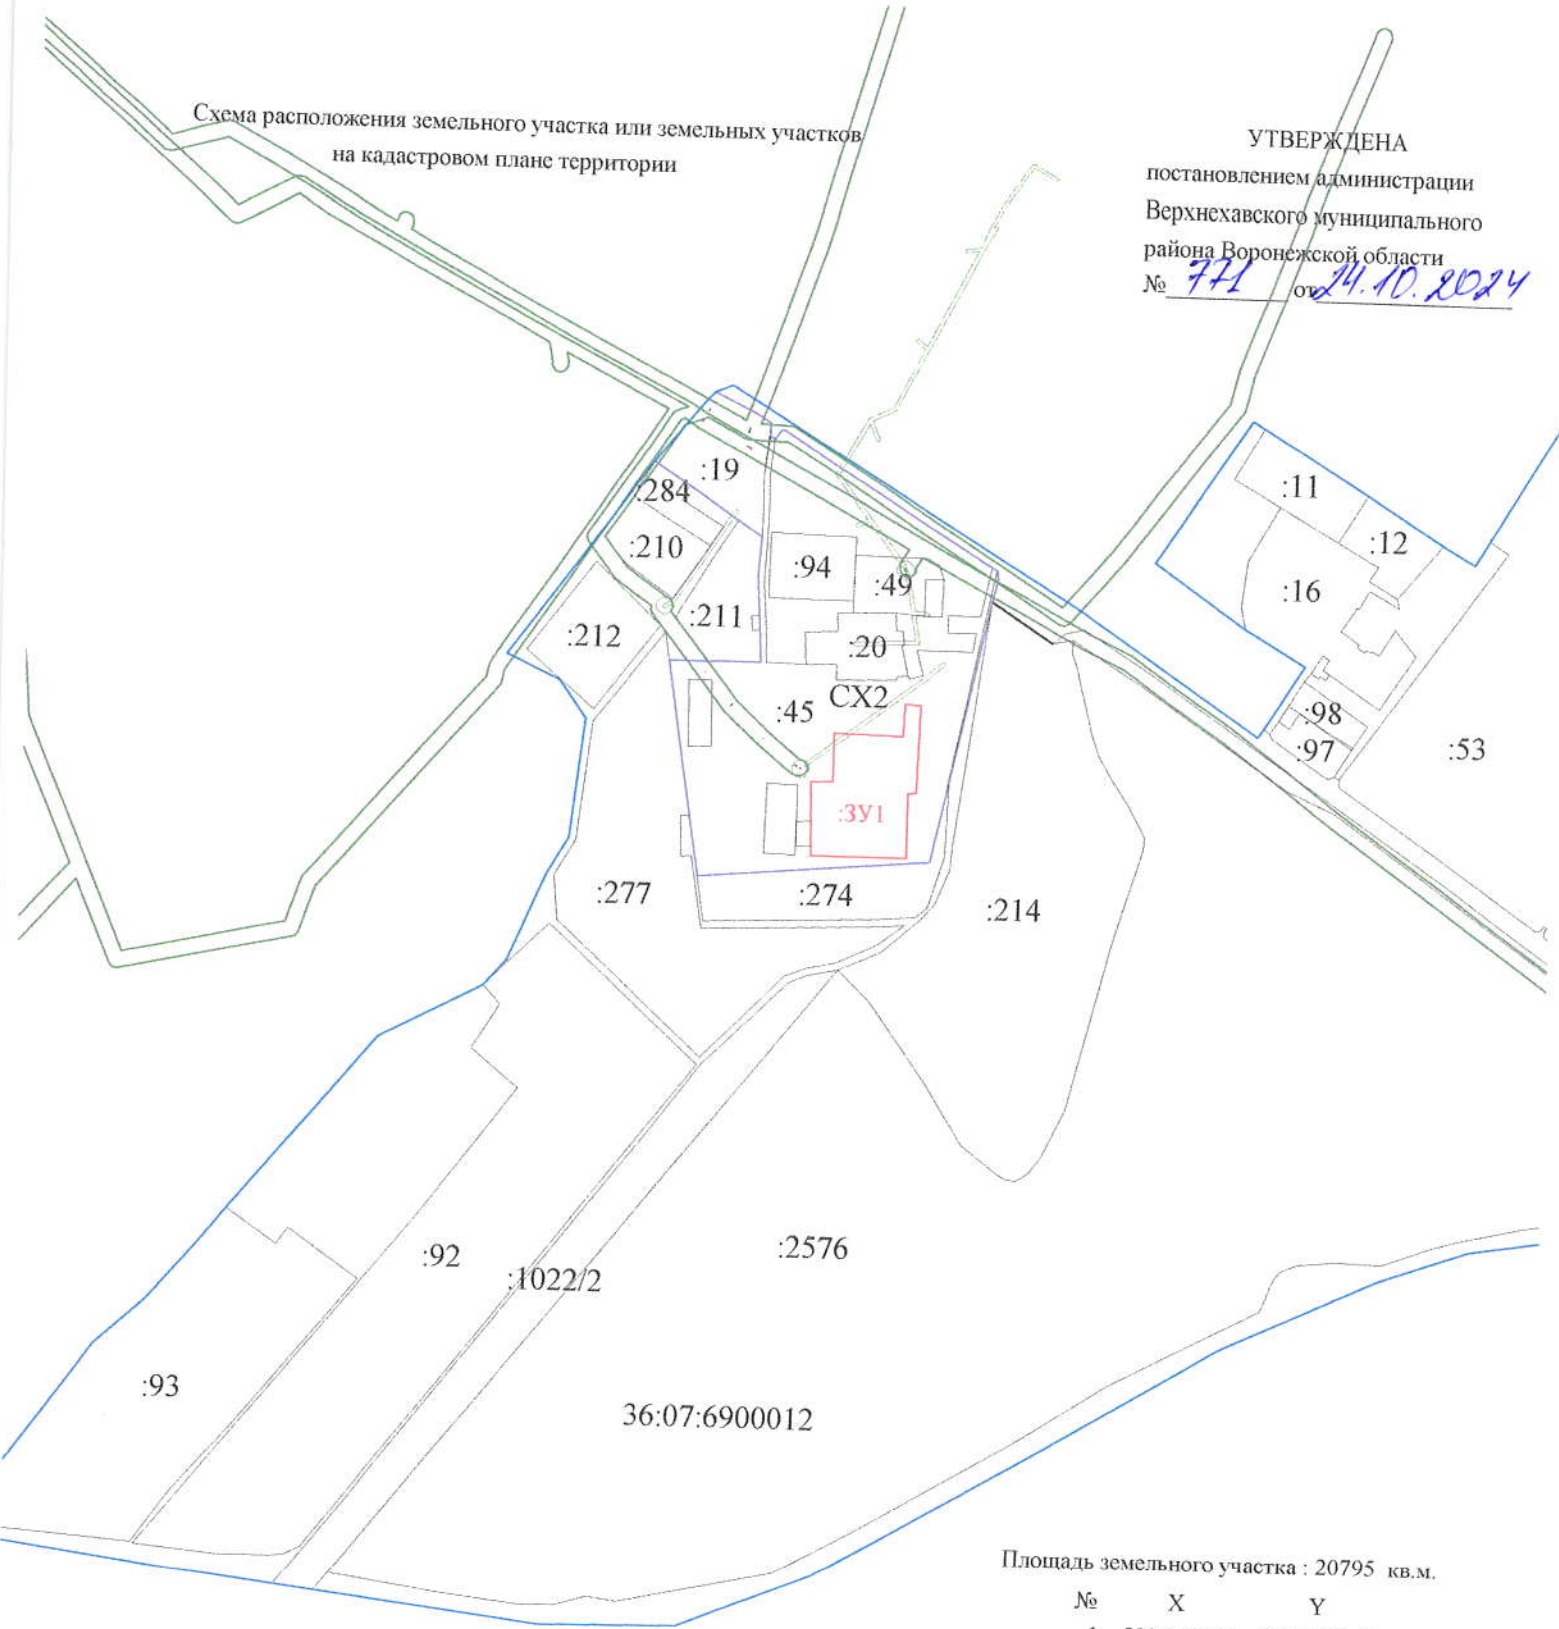 Схема расположения земельного участка или земельных участков
на кадастровом плане территории
УТВЕРЖДЕНА
постановлением администрации
Верхнехавского муниципального
района Воронежской области
№ 771 от 24.10.2024
:19
:284
:210
:94
:49
:211
:212
:20
СХ2
:45
:ЗУ1
:11
:12
:16
:98
:97
:53
:277
:274
:214
:92
:1022/2
:2576
:93
36:07:6900012
Площадь земельного участка : 20795 кв.м.
№ X Y